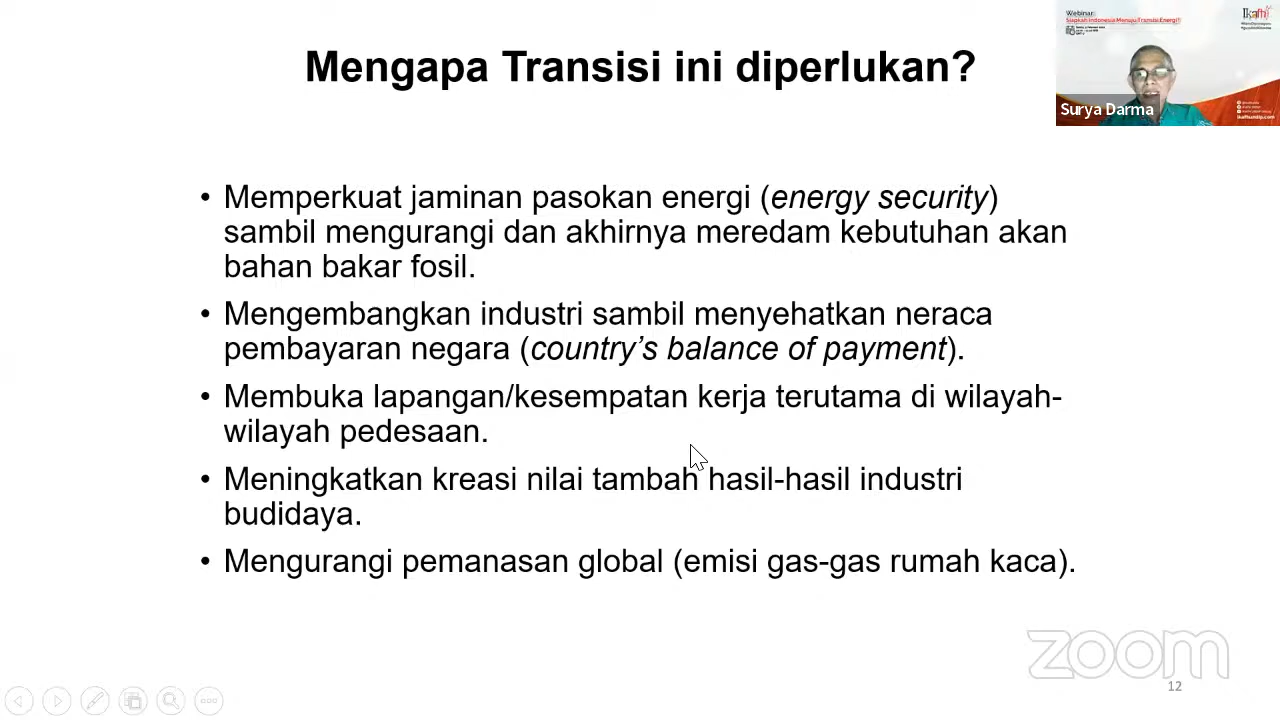 Mengapa Transisi ini diperlukan?
Webinar:
Siapkah Indonesia Menuju Transisi Energi?
Surya Darma
• Memperkuat jaminan pasokan energi (energy security)
sambil mengurangi dan akhirnya meredam kebutuhan akan
bahan bakar fosil.
• Mengembangkan industri sambil menyehatkan neraca
pembayaran negara (country’s balance of payment).
• Membuka lapangan/kesempatan kerja terutama di wilayah-
wilayah pedesaan.
• Meningkatkan kreasi nilai tambah hasil-hasil industri
budidaya.
• Mengurangi pemanasan global (emisi gas-gas rumah kaca).
zoom
12